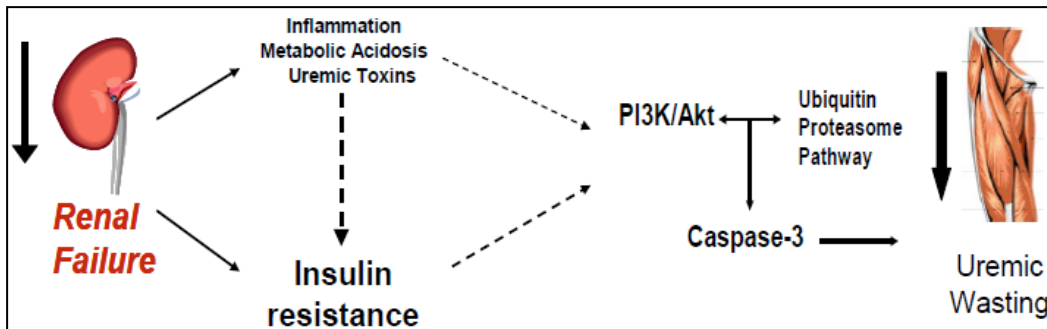 Inflammation
Metabolic Acidosis
Uremic Toxins
Renal
Failure
Insulin
resistance
PI3K/Akt
Ubiquitin
Proteasome
Pathway
Caspase-3
Uremic
Wasting